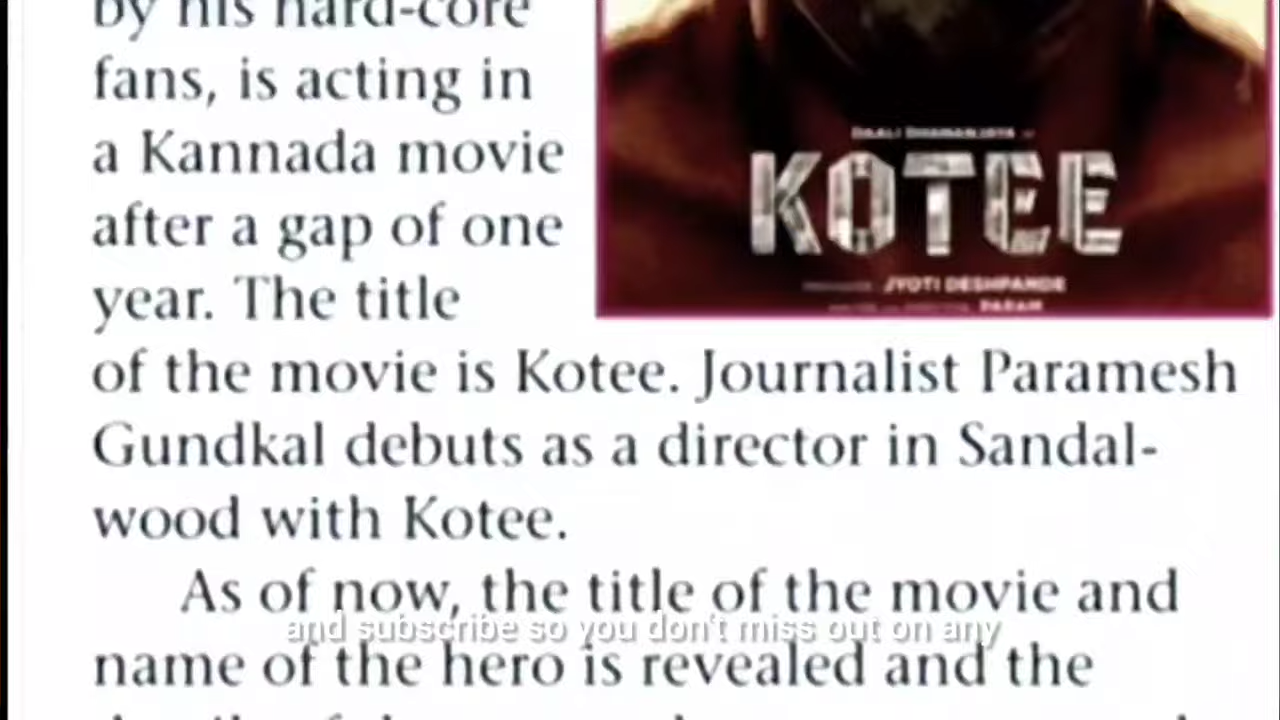 by his hard-core
fans, is acting in
a Kannada movie
after a gap of one
year. The title
of the movie is Kotee. Journalist Paramesh
Gundkal debuts as a director in Sandal-
wood with Kotee.
As of now, the title of the movie and
name of the hero is revealed and the
DAALI DHANANJAYA
KOTEE
JYOTI DESHPANDE
PARAM
and subscribe so you don't miss out on any